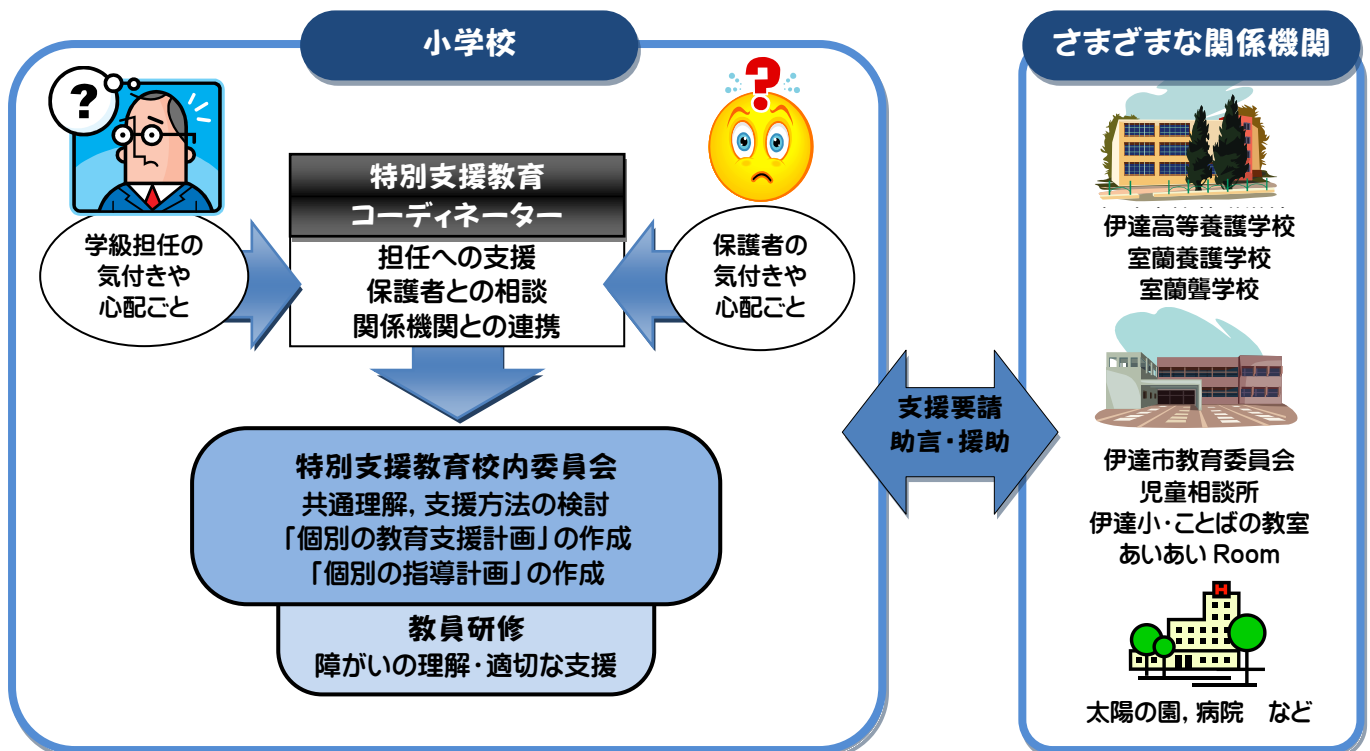 小学校
?
?
特別支援教育
コーディネーター
担任への支援
保護者との相談
関係機関との連携
学級担任の
気付きや
心配ごと
保護者の
気付きや
心配ごと
特別支援教育校内委員会
共通理解，支援方法の検討
「個別の教育支援計画」の作成
「個別の指導計画」の作成
教員研修
障がいの理解・適切な支援
支援要請
助言・援助
さまざまな関係機関
伊達高等養護学校
室蘭養護学校
室蘭聾学校
伊達市教育委員会
児童相談所
伊達小・ことばの教室
あいあい Room
H
太陽の園，病院　など